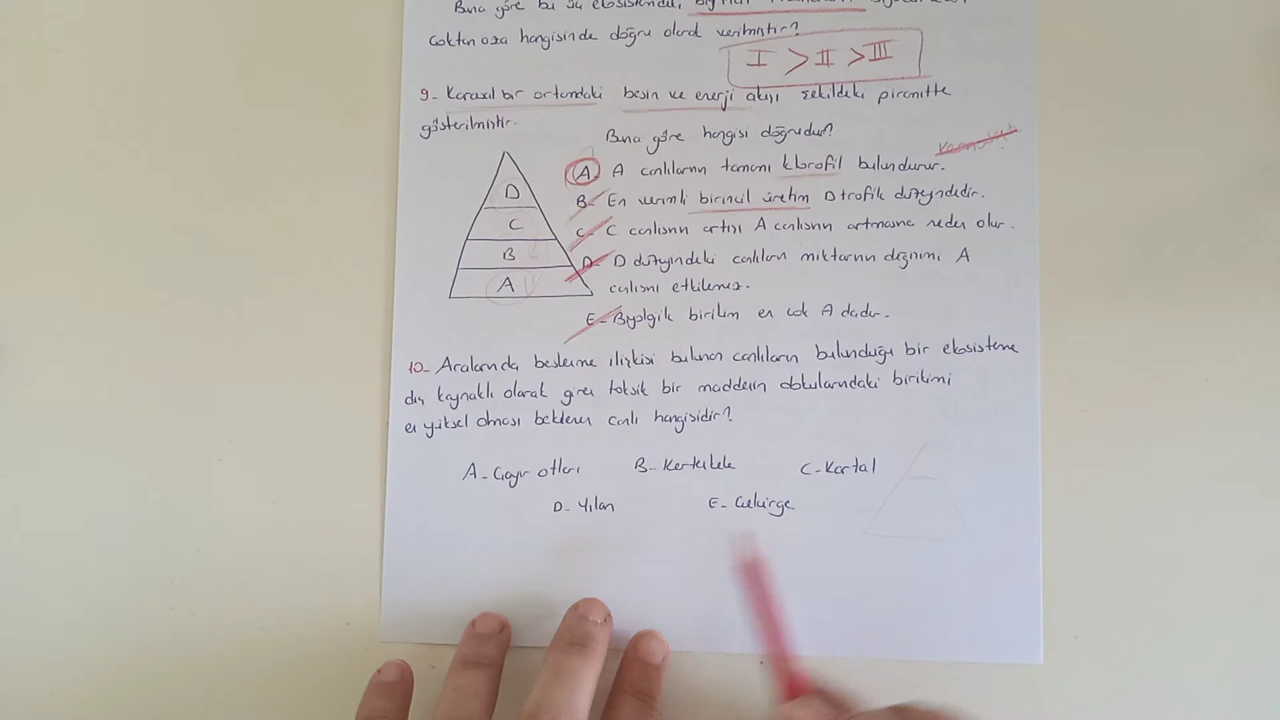 Buna göre bu üç ekosistemdeki
çoktan aza hangisinde doğru olarak verilmiştir?
I > II > III
9- Karasal bir ortamdaki besin ve enerji akışı şekildeki piramitte
gösterilmiştir.
Buna göre hangisi doğrudur?
A A canlılarının tamamı klorofil bulundurur.
B- En verimli birincil üretim D trofik düzeyndedir.
C- C canlısının artışı A canlısının artmasına neden olur.
D- D düzeyindeki canlıların miktarının değişimi A
canlısını etkilemez.
E- Biyolojik birikim en çok A dadır.
D
C
B
A
10- Aralarında beslenme ilişkisi bulunan canlıların bulunduğu bir ekosisteme
dış kaynaklı olarak giren toksik bir maddenin dokularındaki birikimi
en yüksek olması beklenen canlı hangisidir?
A- Çayır otları B- Kertenkele C- Kartal
D- Yılan E- Çekirge